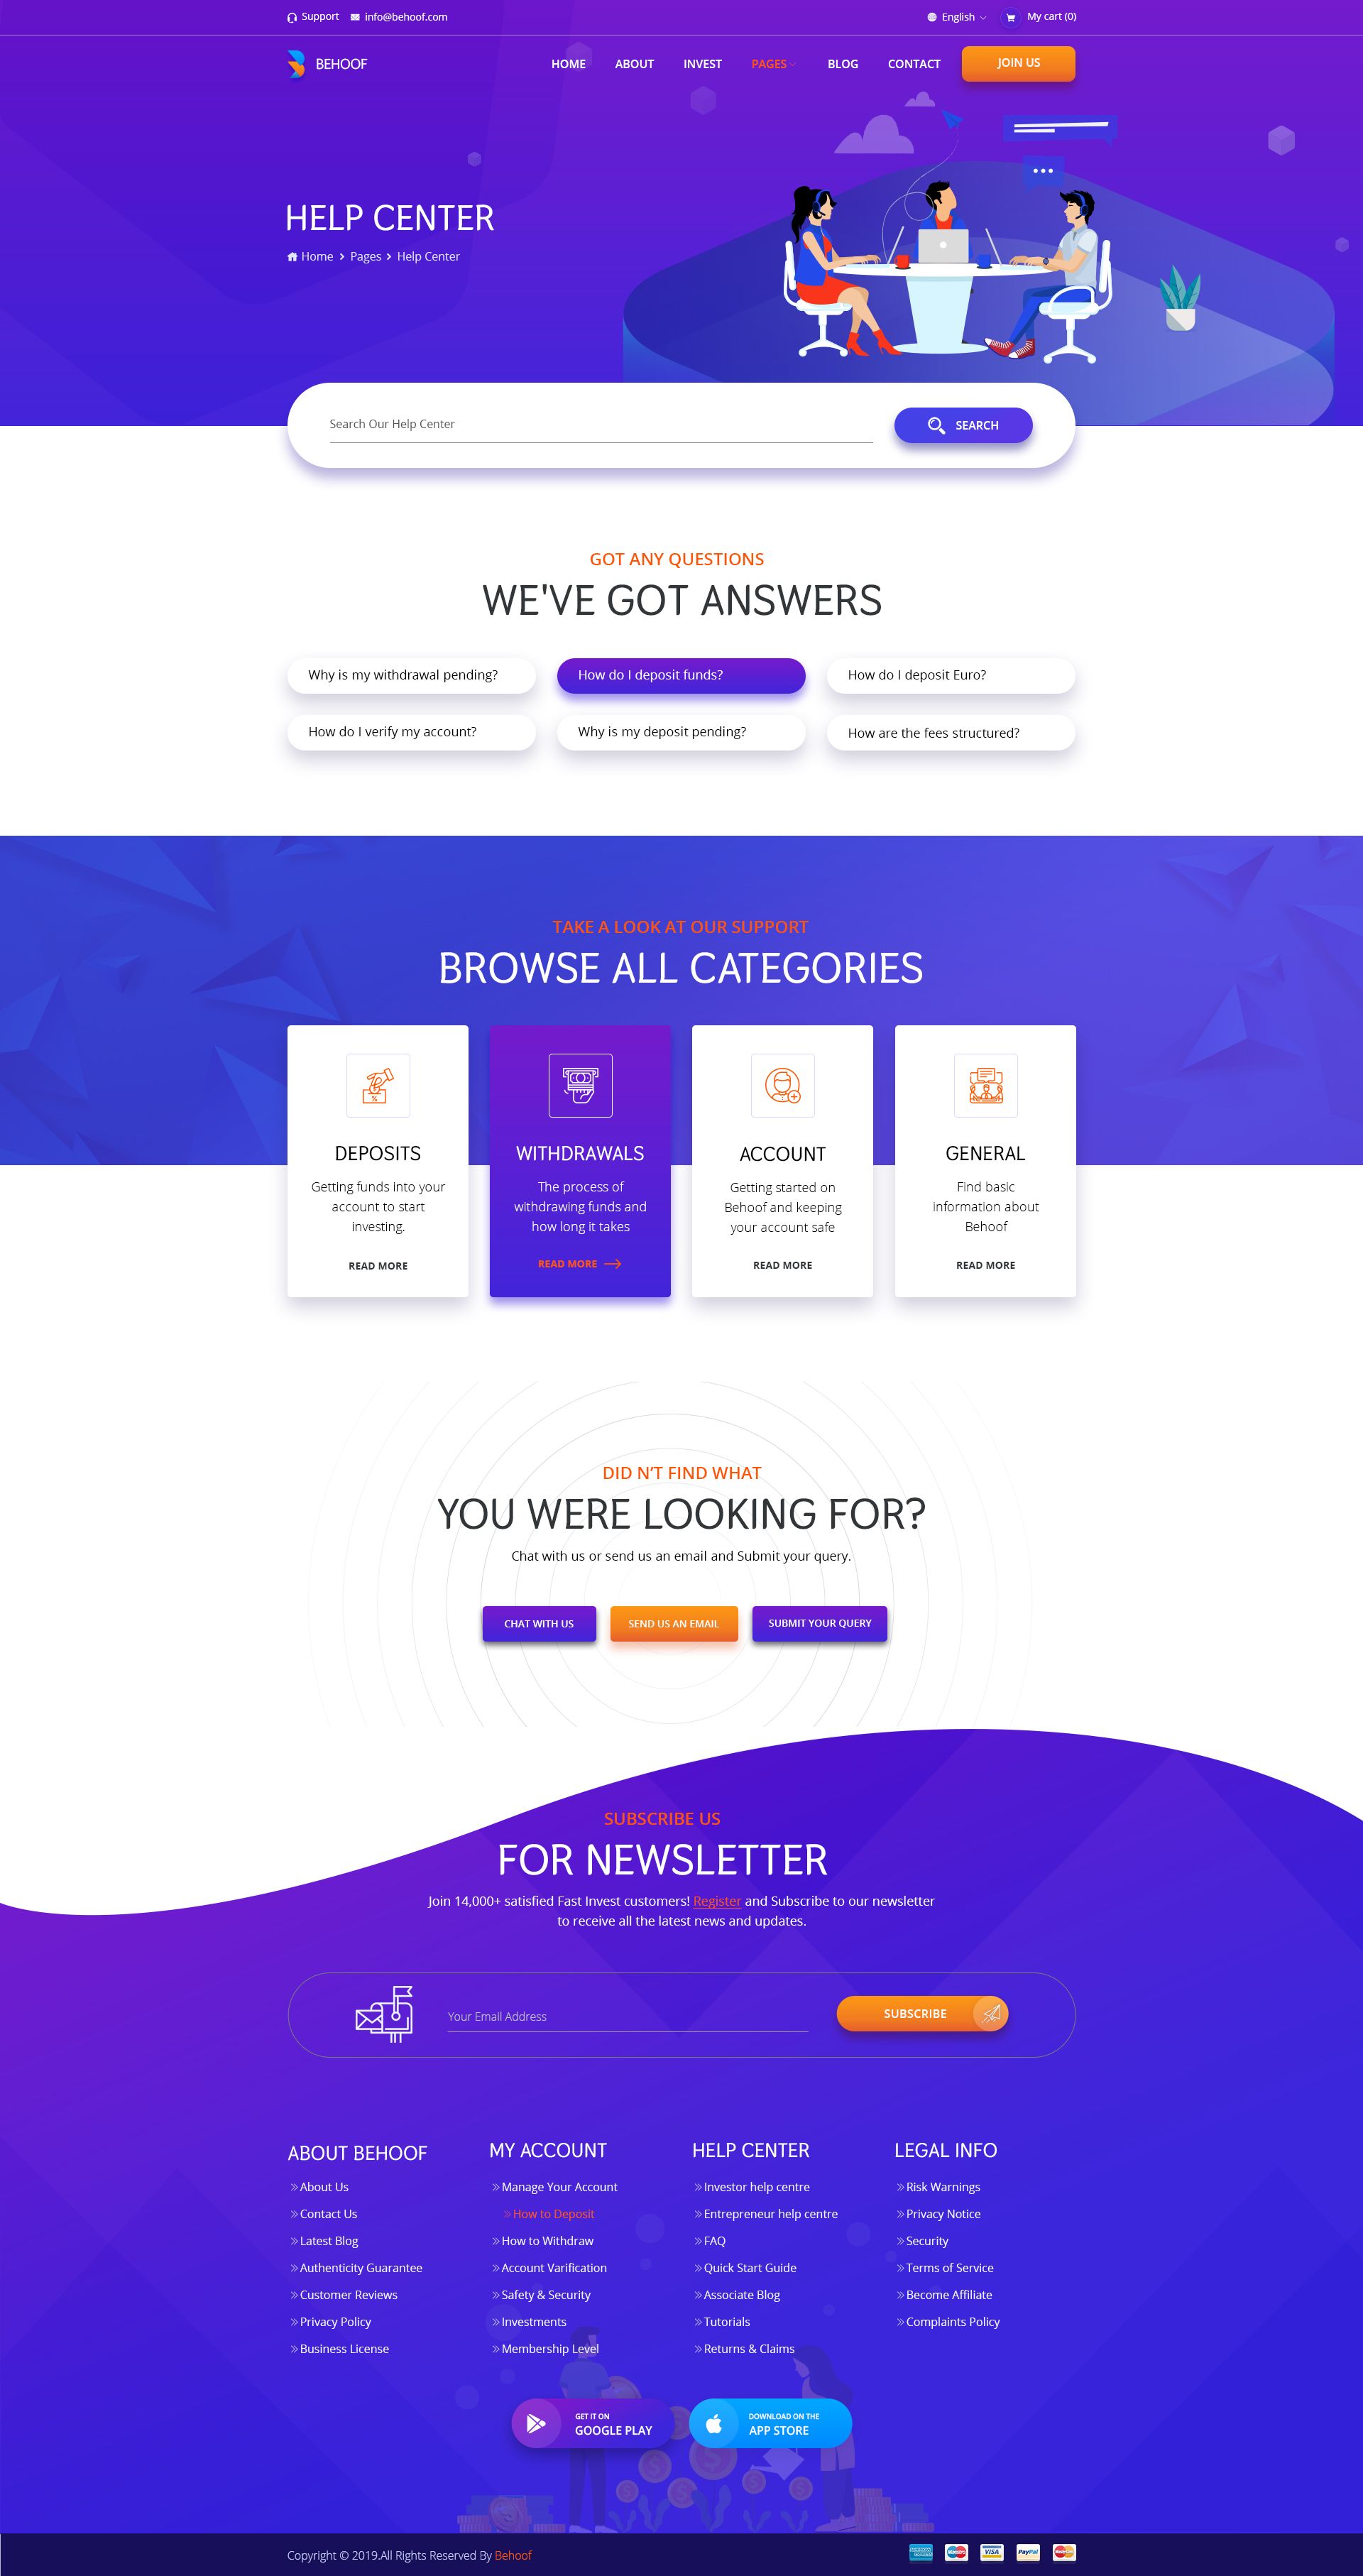 Support info@behoof.com English My cart (0)
BEHOOF HOME ABOUT INVEST PAGES BLOG CONTACT JOIN US
HELP CENTER
Home Pages Help Center
Search Our Help Center SEARCH
GOT ANY QUESTIONS
WE'VE GOT ANSWERS
Why is my withdrawal pending? How do I deposit funds? How do I deposit Euro?
How do I verify my account? Why is my deposit pending? How are the fees structured?
TAKE A LOOK AT OUR SUPPORT
BROWSE ALL CATEGORIES
DEPOSITS
Getting funds into your
account to start
investing.
READ MORE
WITHDRAWALS
The process of
withdrawing funds and
how long it takes
READ MORE
ACCOUNT
Getting started on
Behoof and keeping
your account safe
READ MORE
GENERAL
Find basic
information about
Behoof
READ MORE
DID N'T FIND WHAT
YOU WERE LOOKING FOR?
Chat with us or send us an email and Submit your query.
CHAT WITH US SEND US AN EMAIL SUBMIT YOUR QUERY
SUBSCRIBE US
FOR NEWSLETTER
Join 14,000+ satisfied Fast Invest customers! Register and Subscribe to our newsletter
to receive all the latest news and updates.
Your Email Address SUBSCRIBE
ABOUT BEHOOF
About Us
Contact Us
Latest Blog
Authenticity Guarantee
Customer Reviews
Privacy Policy
Business License
MY ACCOUNT
Manage Your Account
How to Deposit
How to Withdraw
Account Varification
Safety & Security
Investments
Membership Level
HELP CENTER
Investor help centre
Entrepreneur help centre
FAQ
Quick Start Guide
Associate Blog
Tutorials
Returns & Claims
LEGAL INFO
Risk Warnings
Privacy Notice
Security
Terms of Service
Become Affiliate
Complaints Policy
GET IT ON
GOOGLE PLAY
DOWNLOAD ON THE
APP STORE
Copyright © 2019.All Rights Reserved By Behoof
VISA PayPal